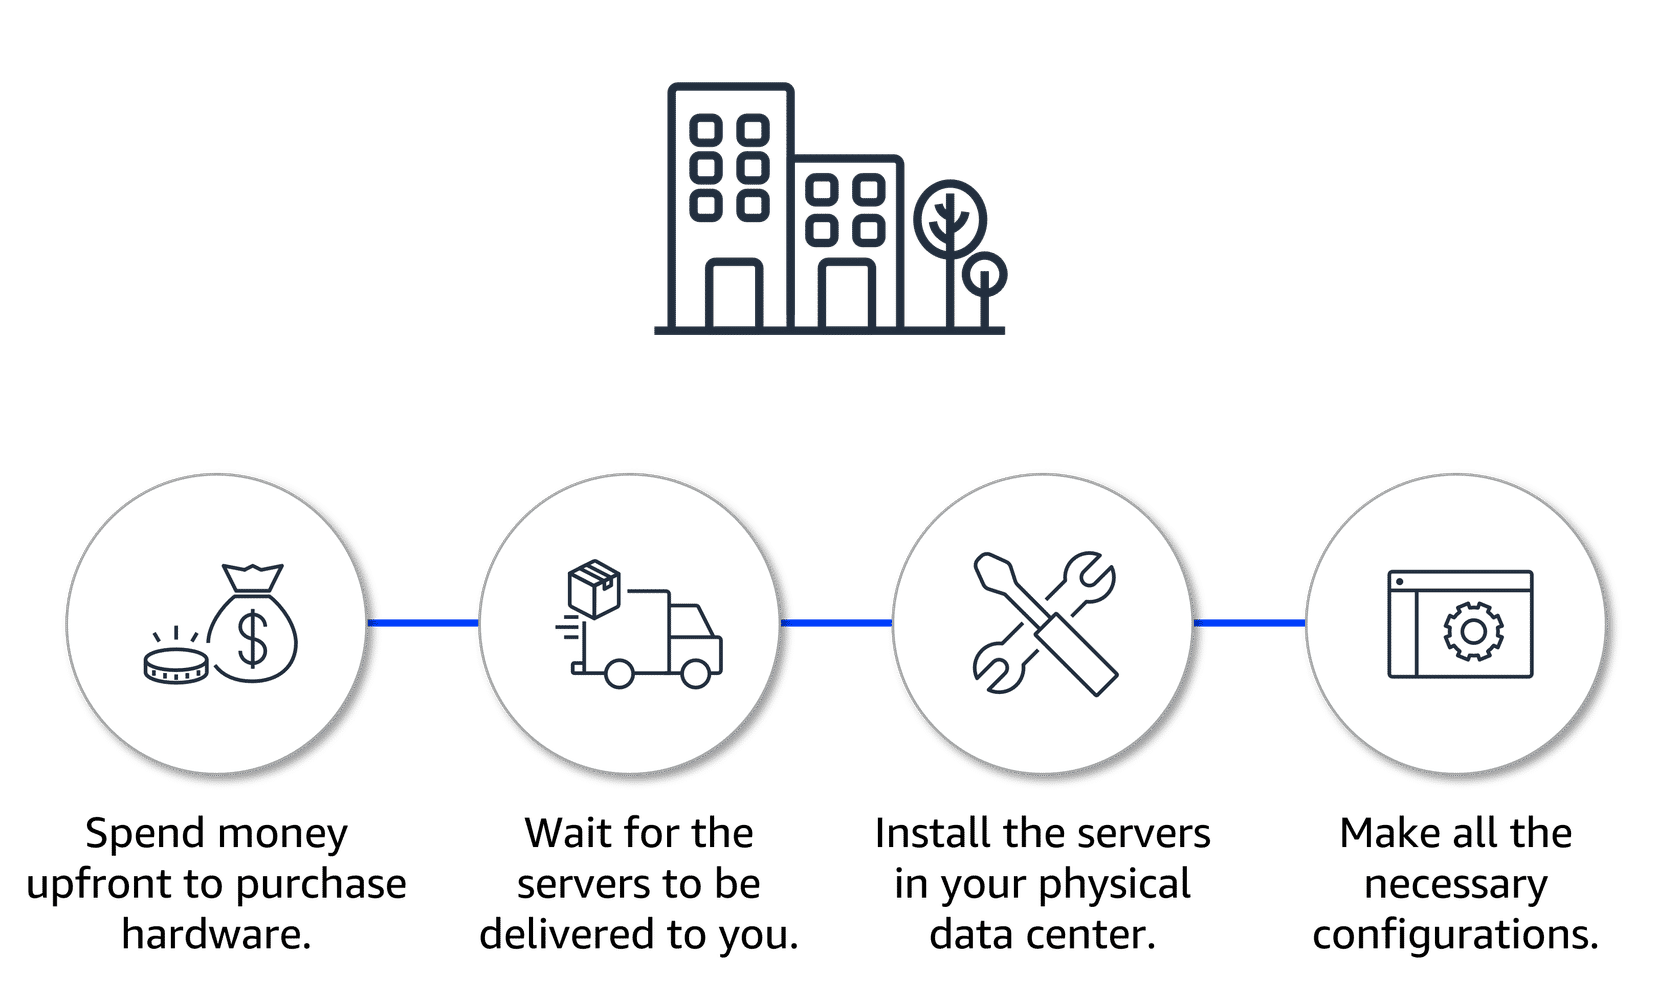 Spend money
upfront to purchase
hardware.
Wait for the
servers to be
delivered to you.
Install the servers
in your physical
data center.
Make all the
necessary
configurations.